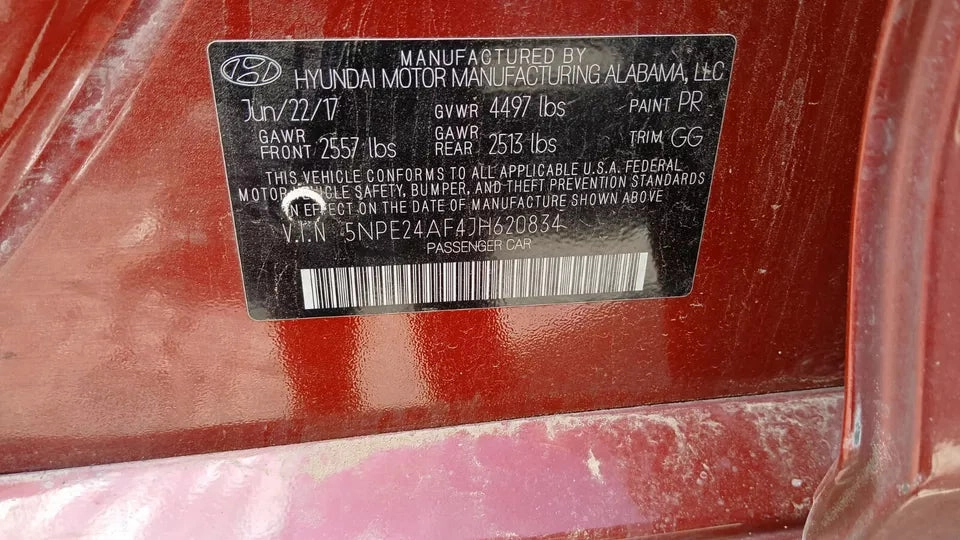 MANUFACTURED BY
HYUNDAI MOTOR MANUFACTURING ALABAMA, LLC
Jun/22/17 GVWR 4497 lbs PAINT PR
GAWR FRONT 2557 lbs GAWR REAR 2513 lbs TRIM GG
THIS VEHICLE CONFORMS TO ALL APPLICABLE U.S.A. FEDERAL
MOTOR VEHICLE SAFETY, BUMPER, AND THEFT PREVENTION STANDARDS
IN EFFECT ON THE DATE OF MANUFACTURE SHOWN ABOVE
V.I.N 5NPE24AF4JH620834
PASSENGER CAR